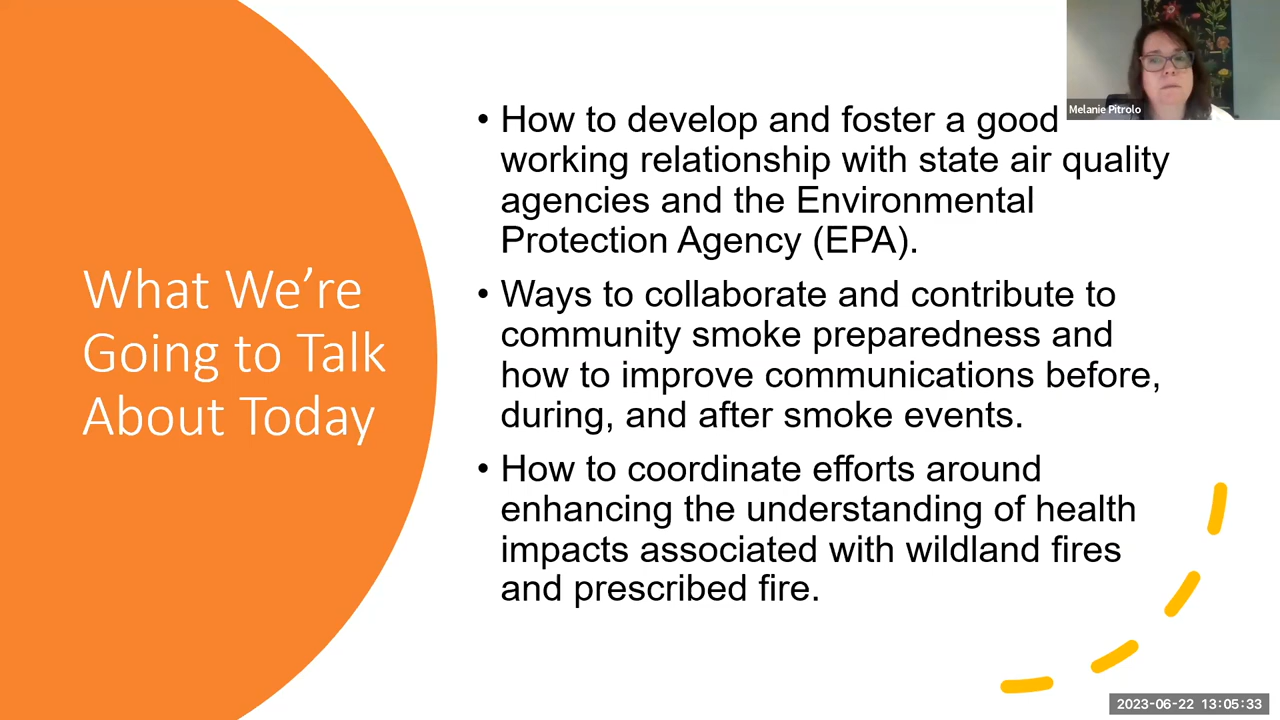 What We’re
Going to Talk
About Today
• How to develop and foster a good
working relationship with state air quality
agencies and the Environmental
Protection Agency (EPA).
• Ways to collaborate and contribute to
community smoke preparedness and
how to improve communications before,
during, and after smoke events.
• How to coordinate efforts around
enhancing the understanding of health
impacts associated with wildland fires
and prescribed fire.
Melanie Pitrolo
2023-06-22 13:05:33